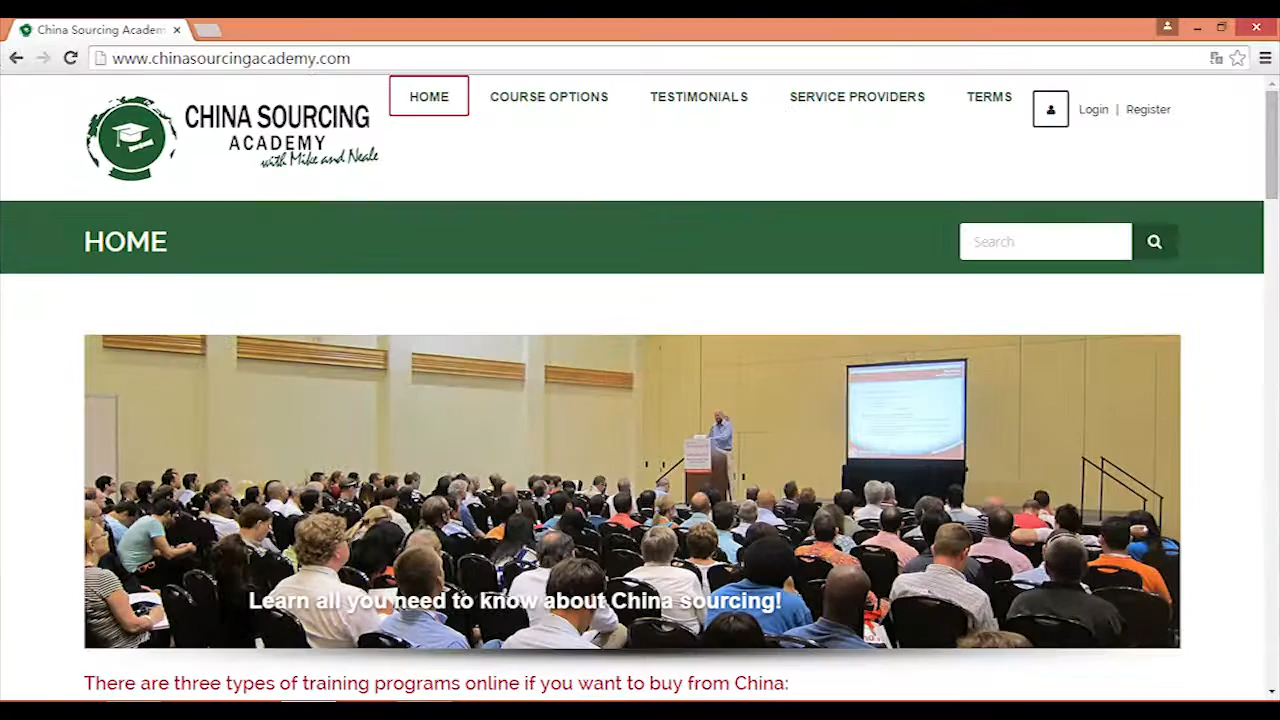 China Sourcing Academ
www.chinasourcingacademy.com
CHINA SOURCING
ACADEMY
with Mike and Neale
HOME
COURSE OPTIONS
TESTIMONIALS
SERVICE PROVIDERS
TERMS
Login | Register
HOME
Search
Learn all you need to know about China sourcing!
There are three types of training programs online if you want to buy from China: